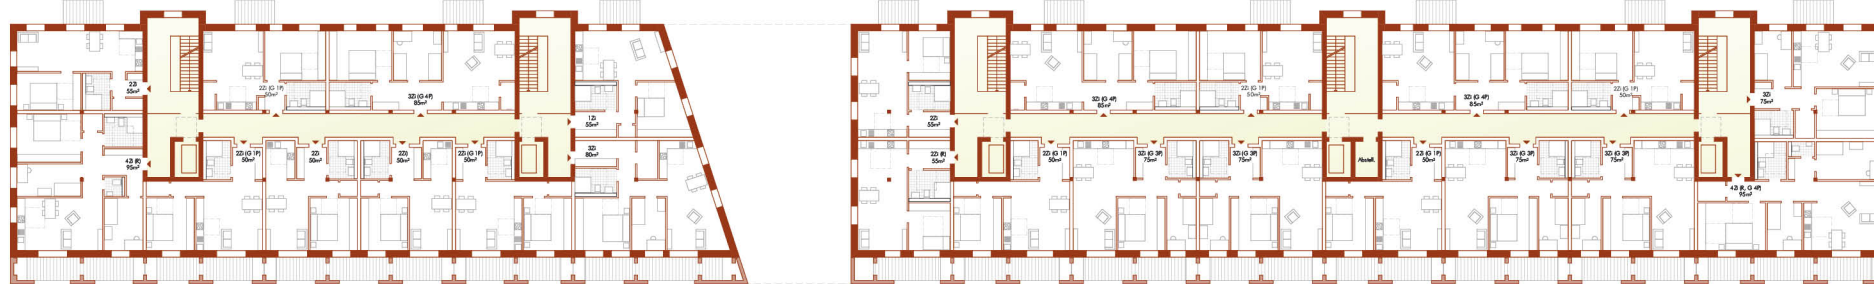 2Zi
55m²
4Zi (R)
95m²
2Zi (G 1P)
50m²
3Zi (G 4P)
85m²
1Zi
55m²
3Zi
80m²
2Zi (G 1P)
50m²
2Zi
50m²
2Zi
50m²
2Zi (G 1P)
50m²
2Zi
55m²
2Zi (R)
55m²
3Zi (G 4P)
85m²
2Zi (G 1P)
50m²
3Zi (G 4P)
85m²
2Zi (G 1P)
50m²
3Zi
75m²
2Zi (G 1P)
50m²
3Zi (G 3P)
75m²
3Zi (G 3P)
75m²
Abstell.
2Zi (G 1P)
50m²
3Zi (G 3P)
75m²
3Zi (G 3P)
75m²
4Zi (R, G 4P)
95m²